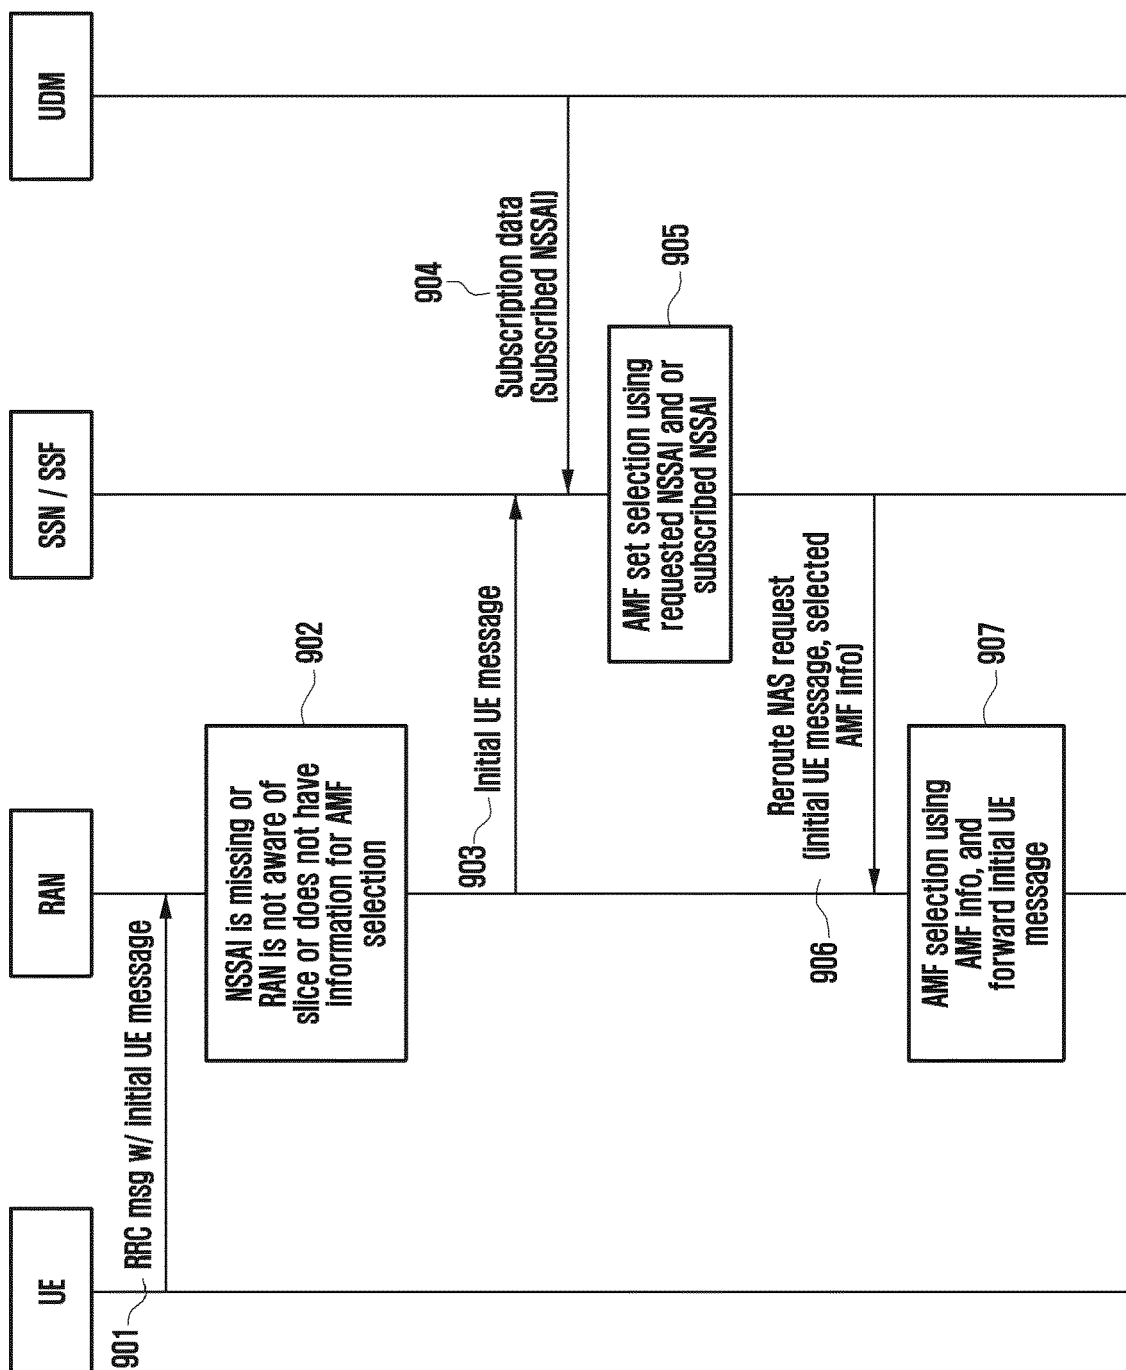 UE
RAN
SSN / SSF
UDM
901
RRC msg w/ initial UE message
902
NSSAI is missing or
RAN is not aware of
slice or does not have
information for AMF
selection
903
Initial UE message
904
Subscription data
(Subscribed NSSAI)
905
AMF set selection using
requested NSSAI and or
subscribed NSSAI
906
Reroute NAS request
(initial UE message, selected
AMF info)
907
AMF selection using
AMF info, and
forward initial UE
message